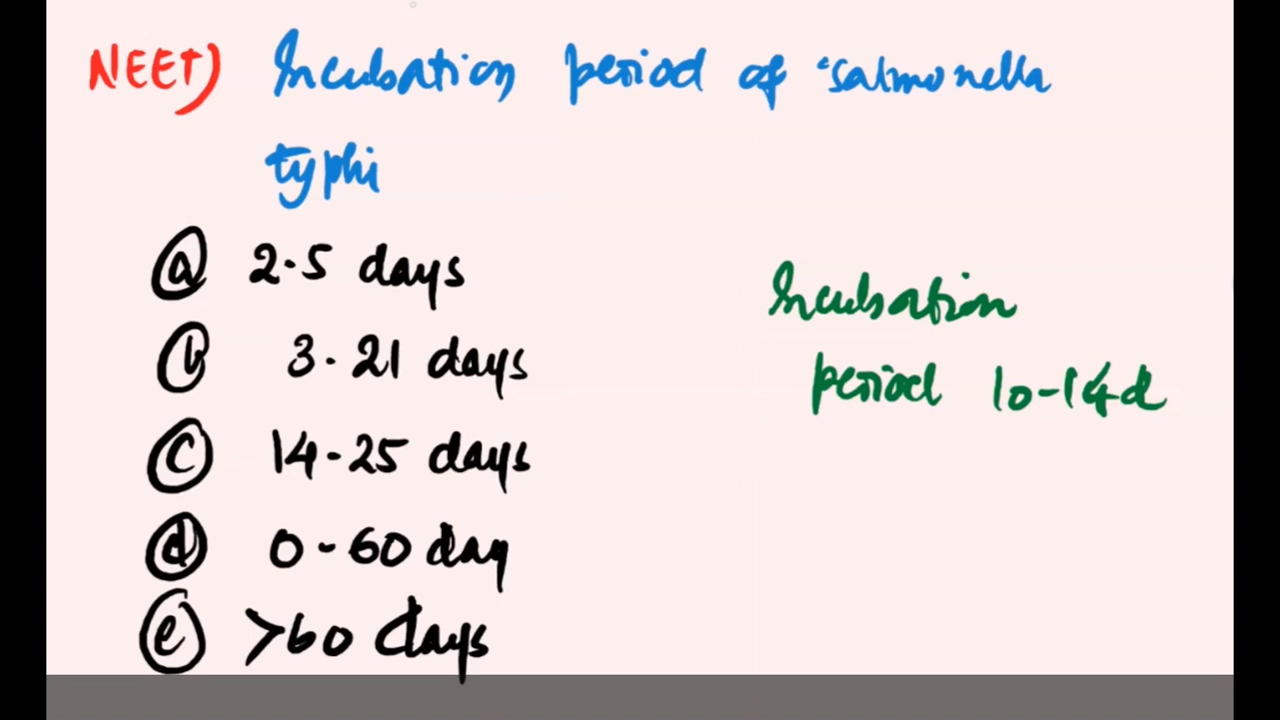 NEET) Incubation period of 'salmonella
typhi
a 2-5 days
b 3-21 days
c 14-25 days
d 0-60 day
e >60 days
Incubation
period 10-14d